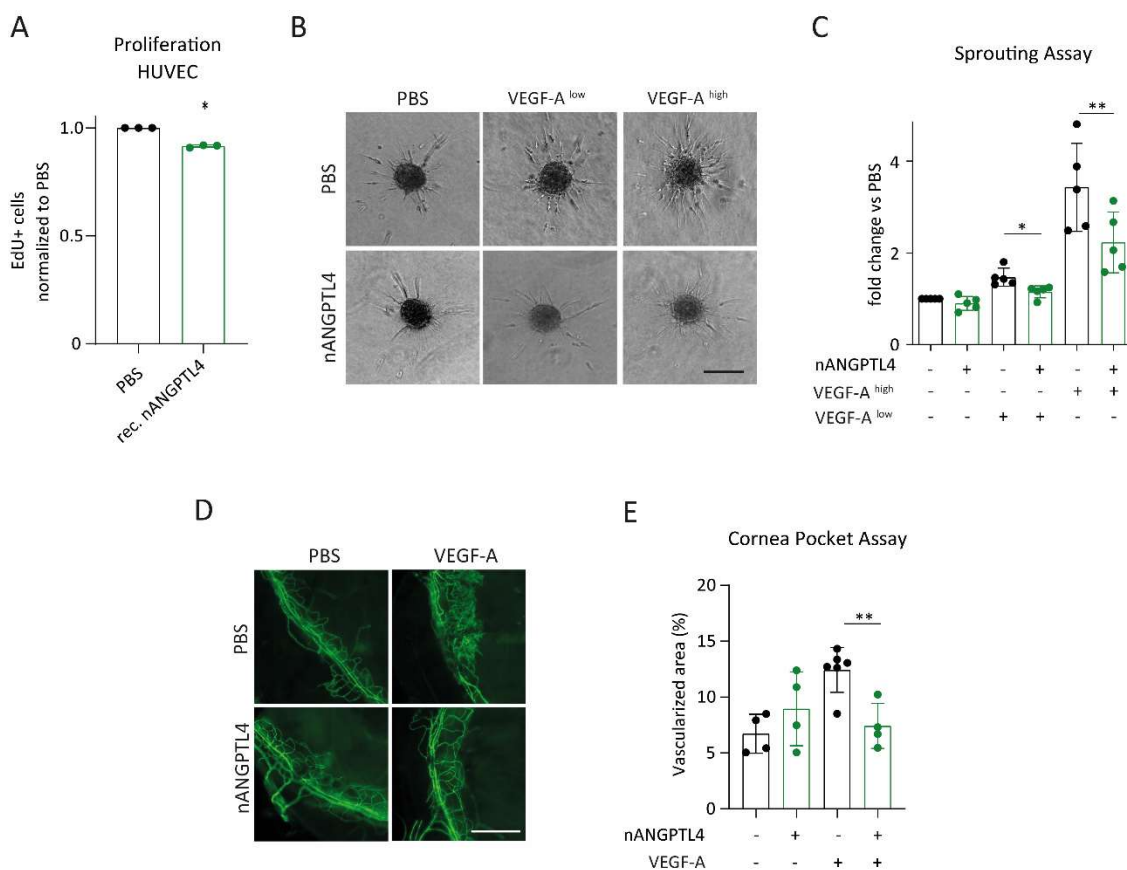 A
Proliferation
HUVEC
*
1.0
0.5
0
EdU+ cells
normalized to PBS
PBS
rec. nANGPTL4
B
PBS
VEGF-A low
VEGF-A high
PBS
nANGPTL4
C
Sprouting Assay
**
*
4
2
0
fold change vs PBS
nANGPTL4 - + - + - +
VEGF-A high - - - - + +
VEGF-A low - - + + - -
D
PBS
VEGF-A
PBS
nANGPTL4
E
Cornea Pocket Assay
20
**
15
10
5
0
Vascularized area (%)
nANGPTL4 - + - +
VEGF-A - - + +